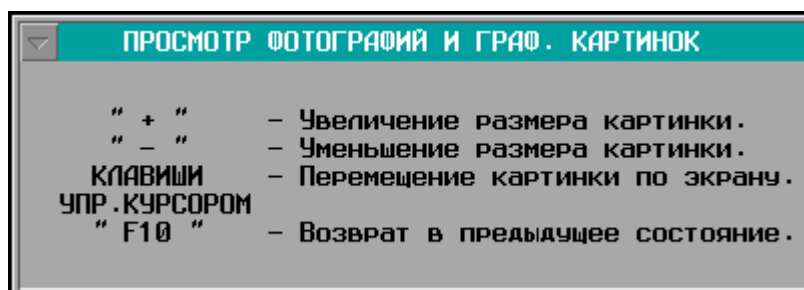 ПРОСМОТР ФОТОГРАФИЙ И ГРАФ. КАРТИНОК
" + " – Увеличение размера картинки.
" – " – Уменьшение размера картинки.
КЛАВИШИ – Перемещение картинки по экрану.
УПР.КУРСОРОМ
" F10 " – Возврат в предыдущее состояние.